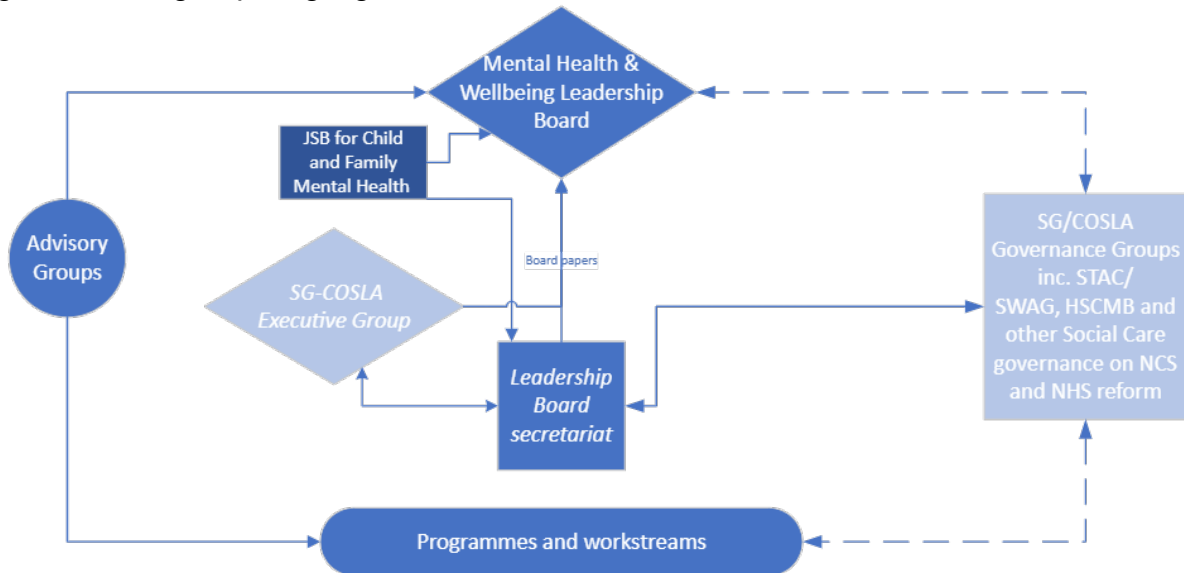 Mental Health &
Wellbeing Leadership
Board
JSB for Child
and Family
Mental Health
Advisory
Groups
SG-COSLA
Executive Group
Board papers
Leadership
Board
secretariat
SG/COSLA
Governance Groups
inc. STAC/
SWAG, HSCMB and
other Social Care
governance on NCS
and NHS reform
Programmes and workstreams